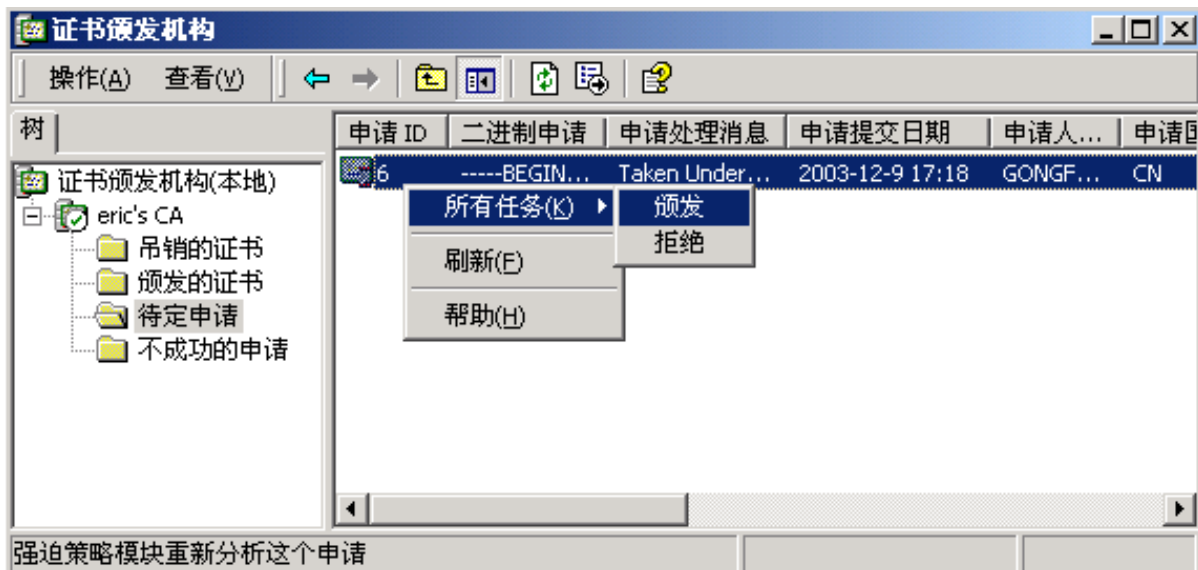 证书颁发机构
操作(A) 查看(V)
树
申请 ID 二进制申请 申请处理消息 申请提交日期 申请人... 申请
证书颁发机构(本地)
6 -----BEGIN... Taken Under... 2003-12-9 17:18 GONGF... CN
eric's CA
所有任务(K) 颁发
吊销的证书
拒绝
刷新(F)
颁发的证书
待定申请
帮助(H)
不成功的申请
强迫策略模块重新分析这个申请